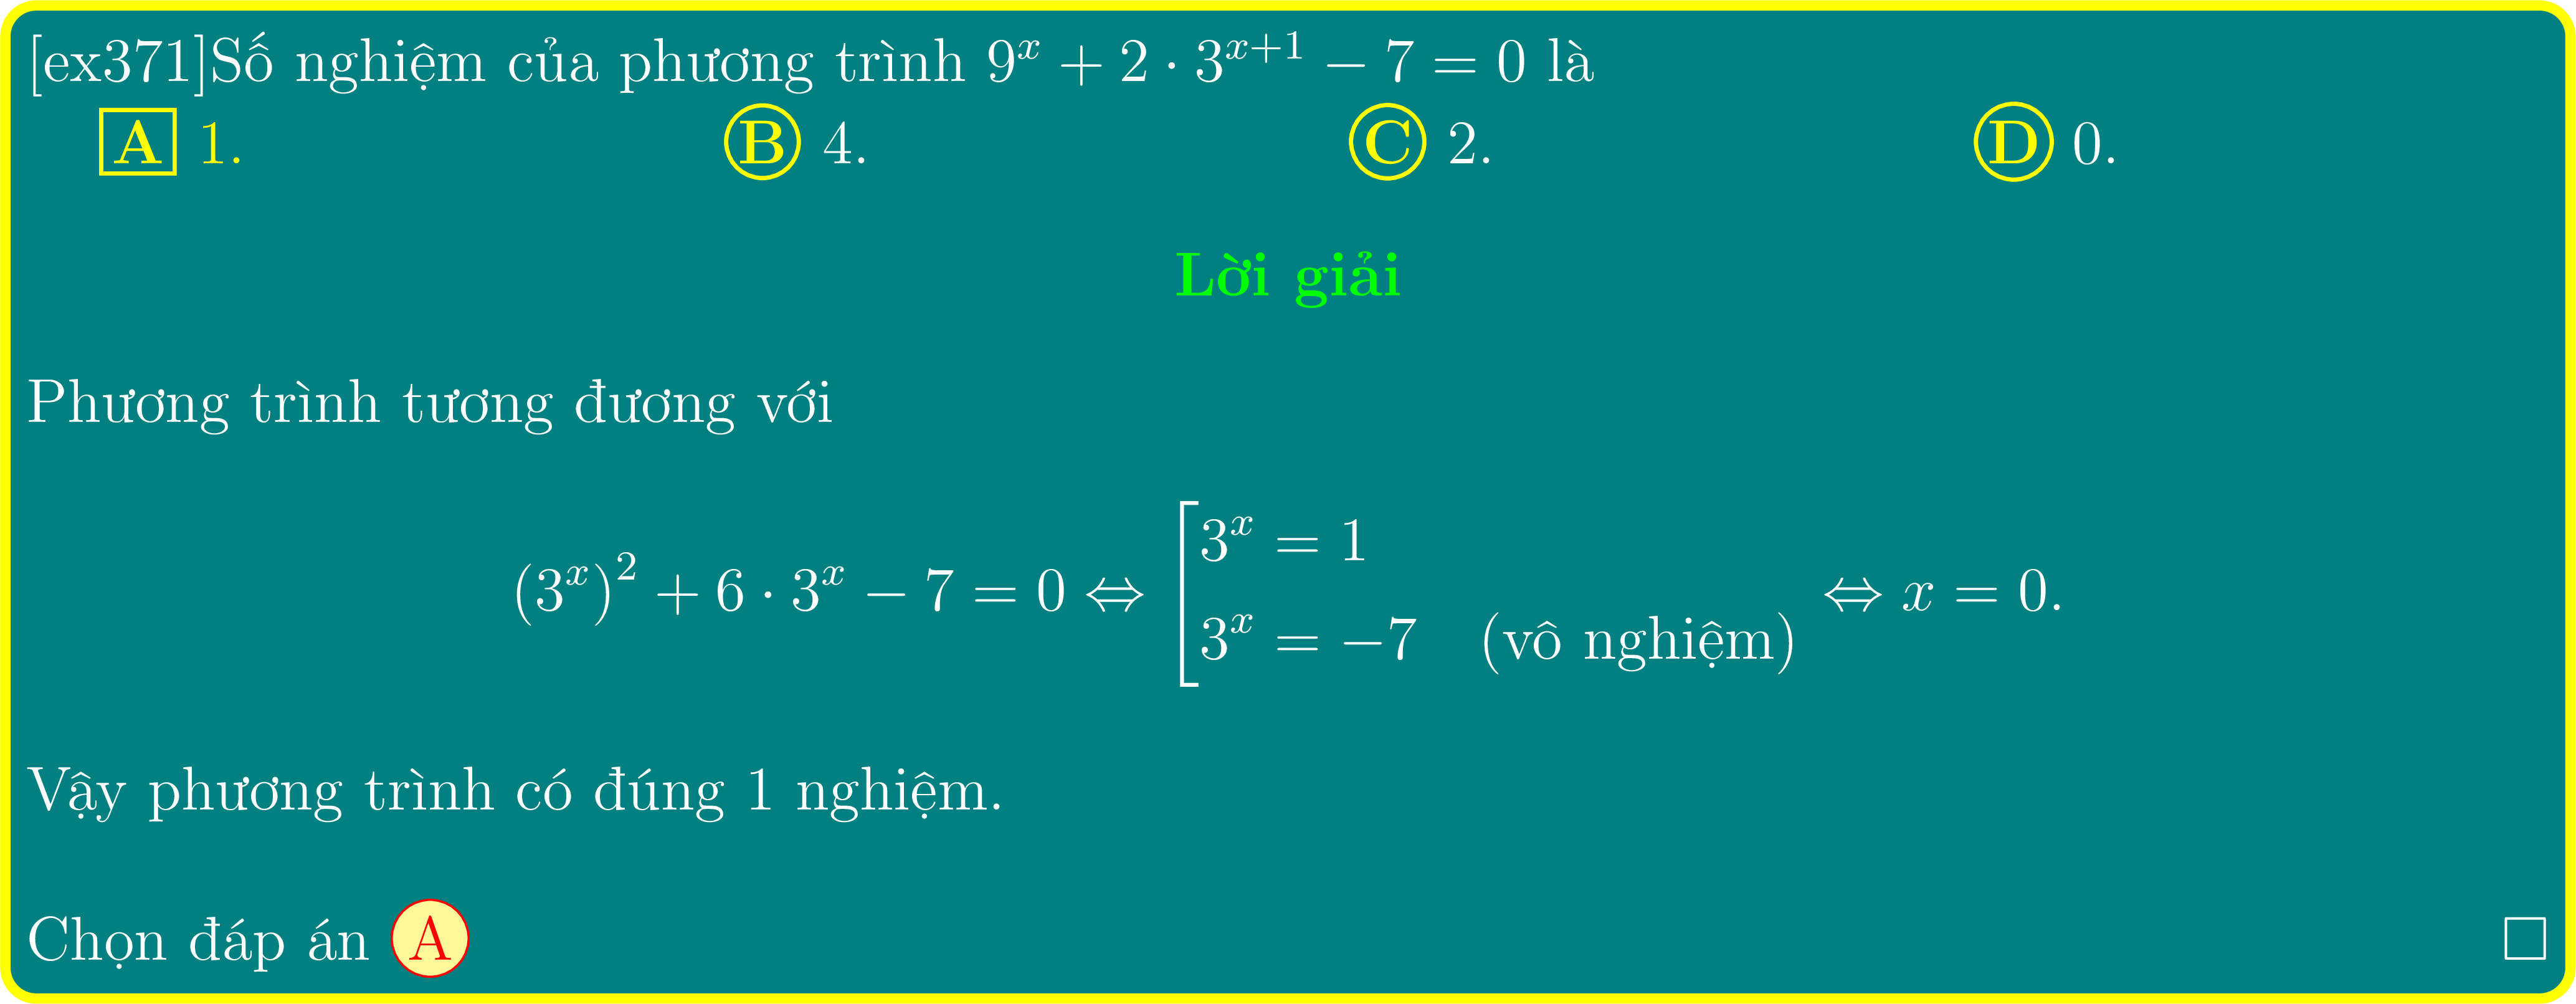 [ex371]Số nghiệm của phương trình $9^x + 2 \cdot 3^{x+1} - 7 = 0$ là
A 1. B 4. C 2. D 0.
Lời giải
Phương trình tương đương với
$(3^x)^2 + 6 \cdot 3^x - 7 = 0 \Leftrightarrow \left[\begin{array}{l} 3^x = 1 \\ 3^x = -7 \quad \text{(vô nghiệm)} \end{array}\right. \Leftrightarrow x = 0.$
Vậy phương trình có đúng 1 nghiệm.
Chọn đáp án A □